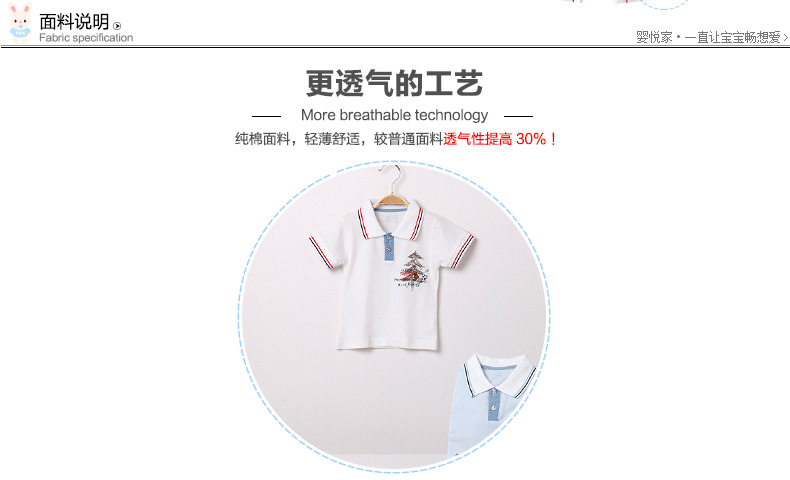 面料说明
Fabric specification
婴悦家·一直让宝宝畅想爱
更透气的工艺
More breathable technology
纯棉面料，轻薄舒适，较普通面料透气性提高 30%！